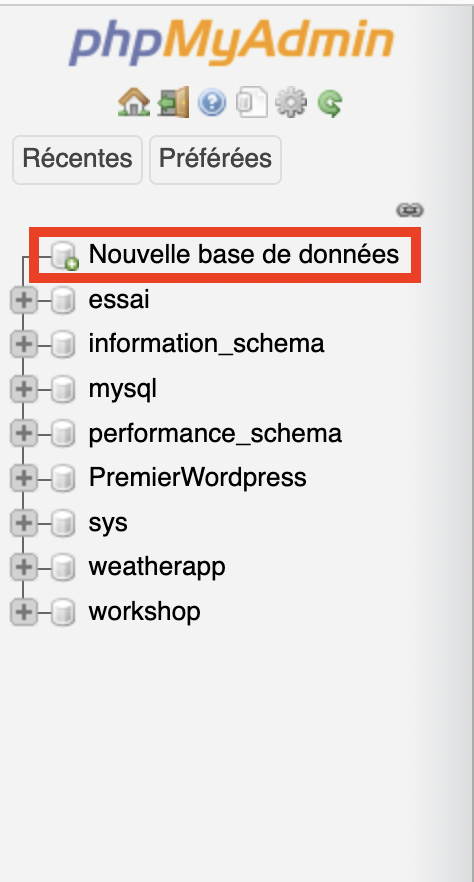 phpMyAdmin
Récentes Préférées
Nouvelle base de données
essai
information_schema
mysql
performance_schema
PremierWordpress
sys
weatherapp
workshop